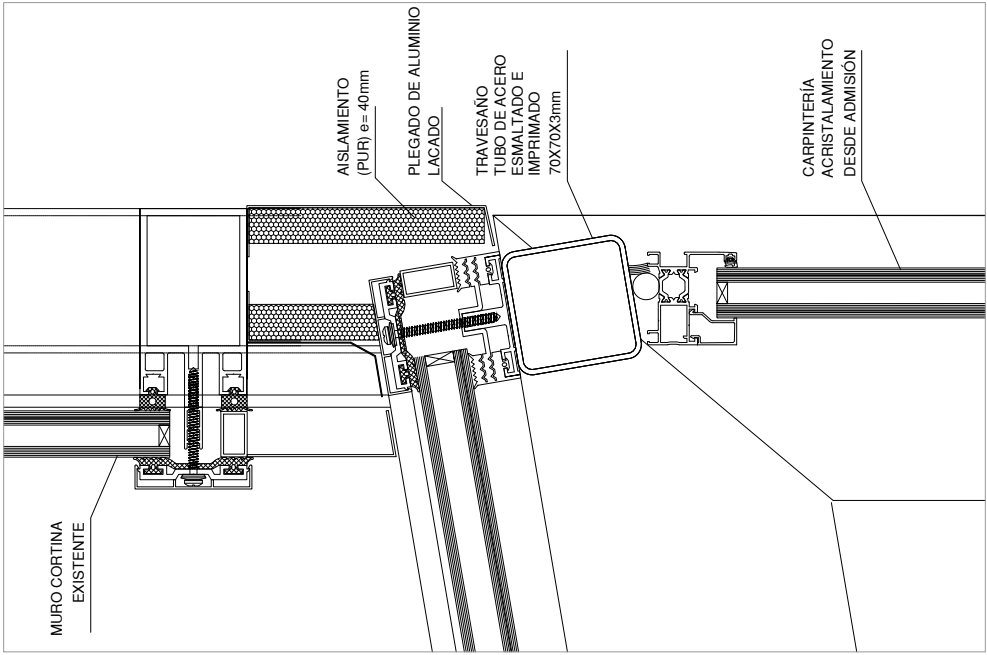 MURO CORTINA
EXISTENTE
AISLAMIENTO
(PUR) e=40mm
PLEGADO DE ALUMINIO
LACADO
TRAVESAÑO
TUBO DE ACERO
ESMALTADO E
IMPRIMADO
70X70X3mm
CARPINTERÍA
ACRISTALAMIENTO
DESDE ADMISIÓN